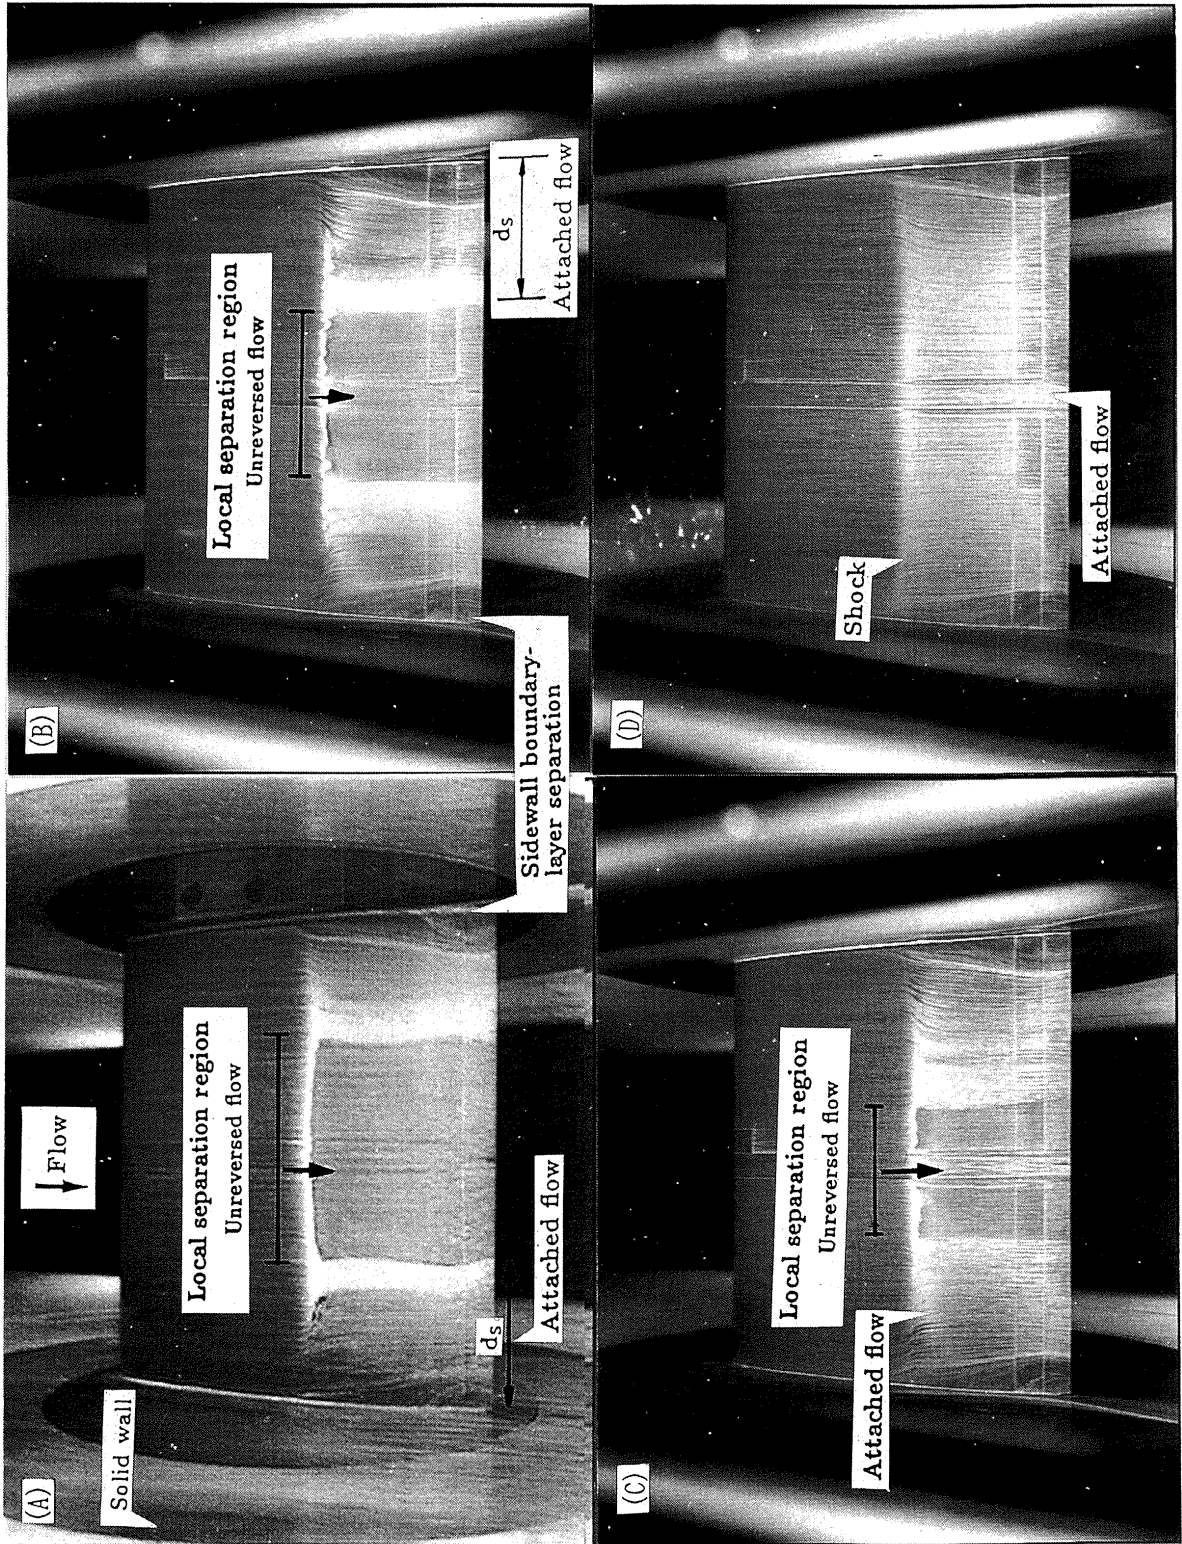 (A)
Solid wall
Flow
Local separation region
Unreversed flow
ds
Attached flow
Sidewall boundary-
layer separation
(B)
Local separation region
Unreversed flow
ds
Attached flow
(C)
Attached flow
Local separation region
Unreversed flow
(D)
Shock
Attached flow